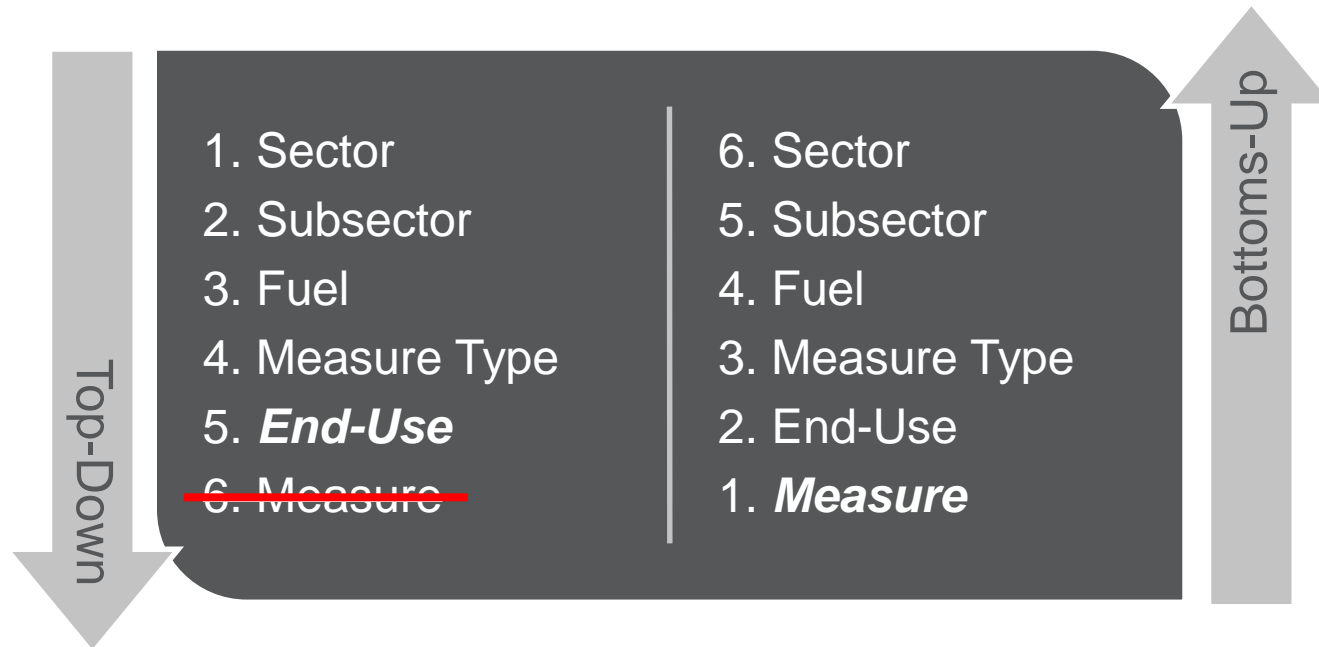 Top-Down
1. Sector
2. Subsector
3. Fuel
4. Measure Type
5. End-Use
6. Measure
6. Sector
5. Subsector
4. Fuel
3. Measure Type
2. End-Use
1. Measure
Bottoms-Up